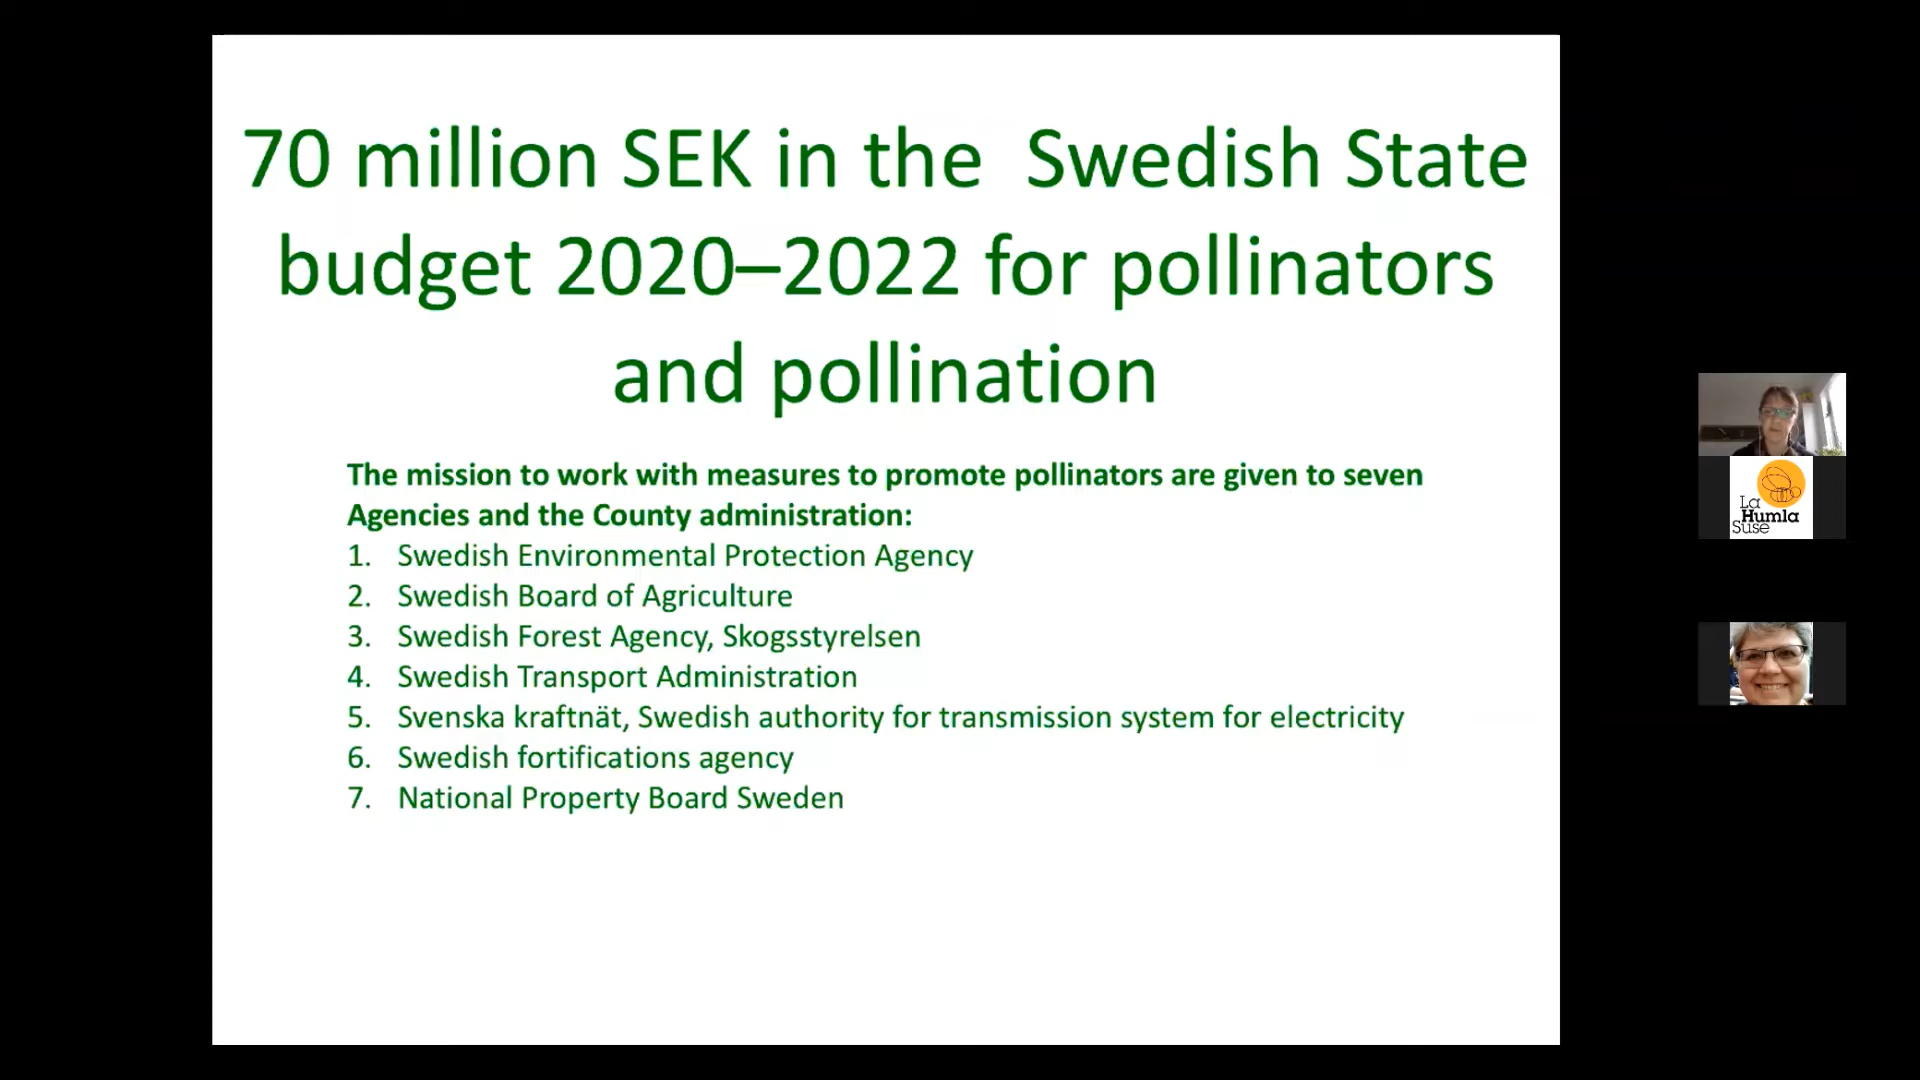 70 million SEK in the  Swedish State
budget 2020–2022 for pollinators
and pollination
The mission to work with measures to promote pollinators are given to seven
Agencies and the County administration:
1. Swedish Environmental Protection Agency
2. Swedish Board of Agriculture
3. Swedish Forest Agency, Skogsstyrelsen
4. Swedish Transport Administration
5. Svenska kraftnät, Swedish authority for transmission system for electricity
6. Swedish fortifications agency
7. National Property Board Sweden
La
Humla
Suse